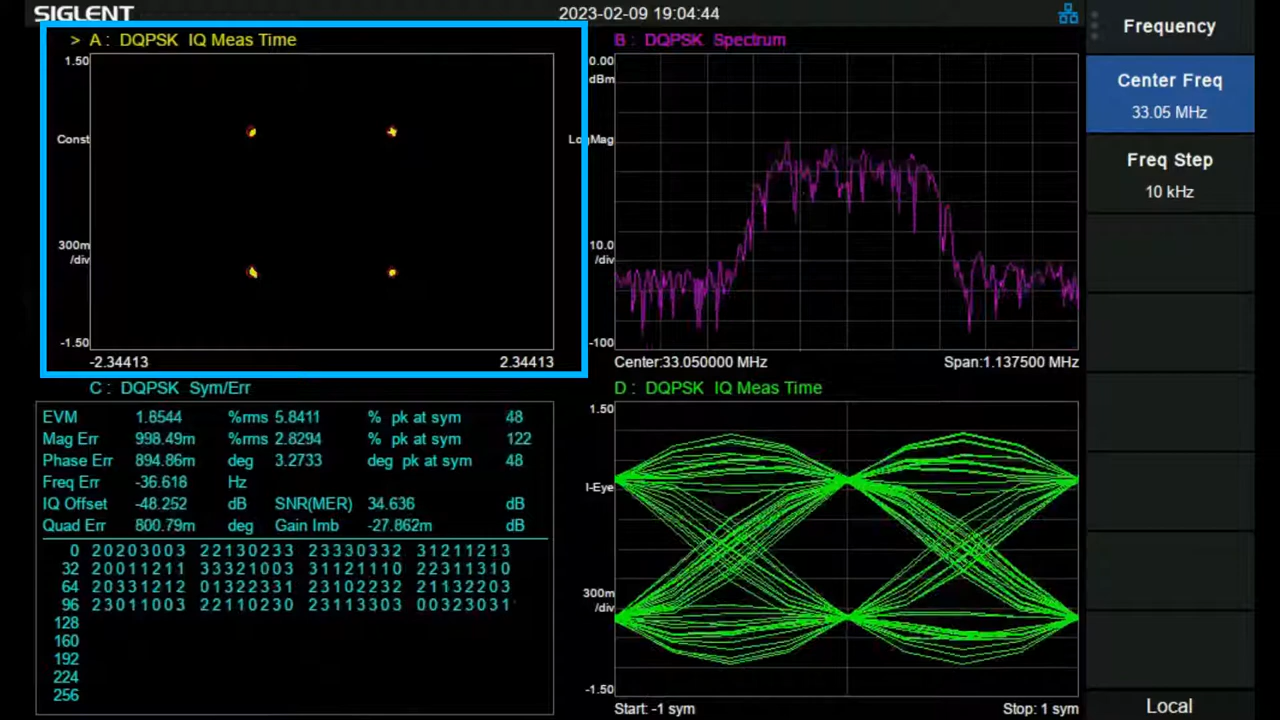 SIGLENT
2023-02-09 19:04:44
> A : DQPSK IQ Meas Time
1.50
Const
300m
/div
-1.50
-2.34413
2.34413
B : DQPSK Spectrum
0.00
dBm
LogMag
10.0
/div
-100
Center:33.050000 MHz
Span:1.137500 MHz
C : DQPSK Sym/Err
EVM 1.6544 %rms 5.8411 % pk at sym 48
Mag Err 998.49m %rms 2.8294 % pk at sym 122
Phase Err 894.86m deg 3.2733 deg pk at sym 48
Freq Err -36.618 Hz
IQ Offset -48.252 dB SNR(MER) 34.636 dB
Quad Err 800.79m deg Gain Imb -27.862m dB
0 20203003 22130233 23330332 31211213
32 20011211 33321003 31121110 22311310
64 20331212 01322331 23102232 21132203
96 23011003 22110230 23113303 00323031
128
160
192
224
256
D : DQPSK IQ Meas Time
1.50
I-Eye
300m
/div
-1.50
Start: -1 sym
Stop: 1 sym
Frequency
Center Freq
33.05 MHz
Freq Step
10 kHz
Local